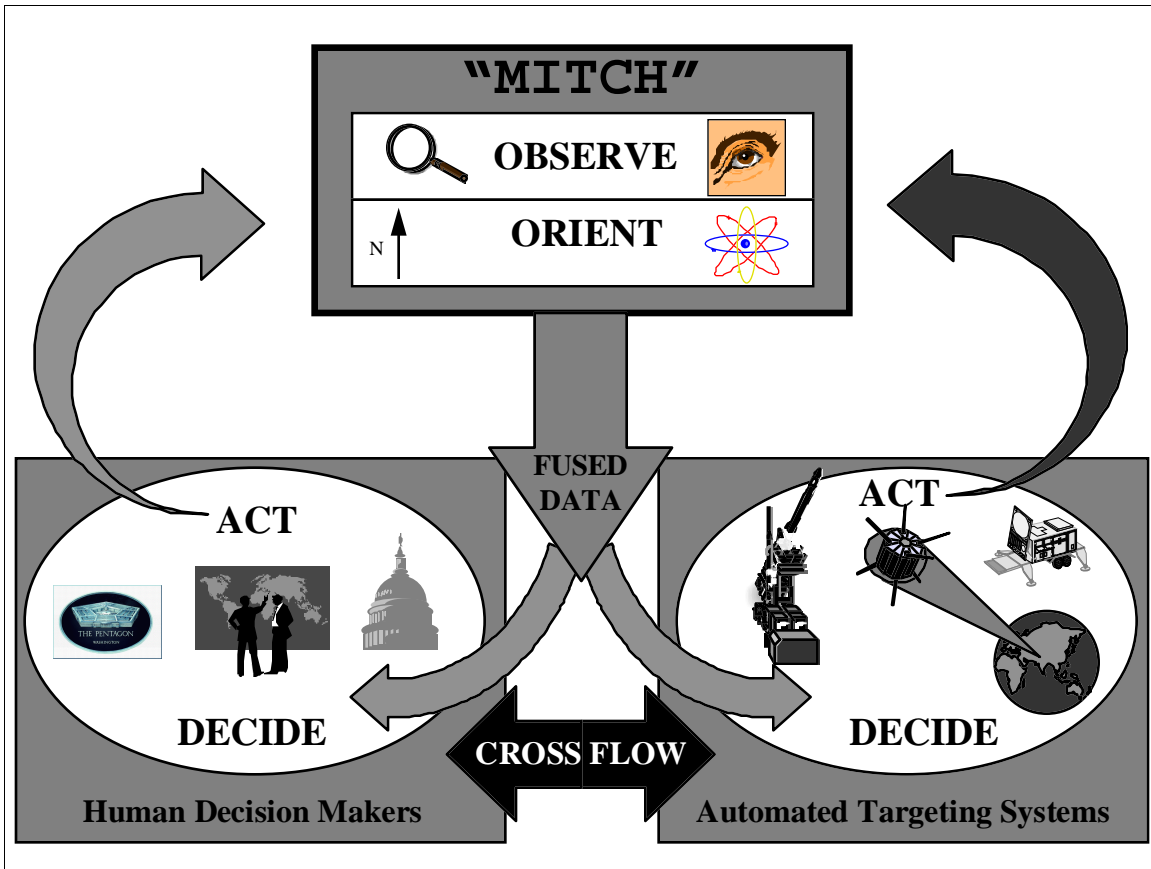 “MITCH”
OBSERVE
N
ORIENT
FUSED
DATA
ACT
THE PENTAGON
WASHINGTON
DECIDE
Human Decision Makers
CROSS FLOW
ACT
DECIDE
Automated Targeting Systems